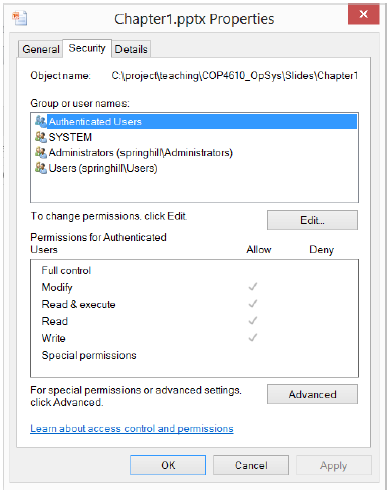 Chapter1.pptx Properties
General Security Details
Object name: C:\project\teaching\COP4610_OpSys\Slides\Chapter1
Group or user names:
Authenticated Users
SYSTEM
Administrators (springhill\Administrators)
Users (springhill\Users)
To change permissions, click Edit.
Edit...
Permissions for Authenticated
Users Allow Deny
Full control
Modify
Read & execute
Read
Write
Special permissions
For special permissions or advanced settings,
click Advanced.
Advanced
Learn about access control and permissions
OK Cancel Apply